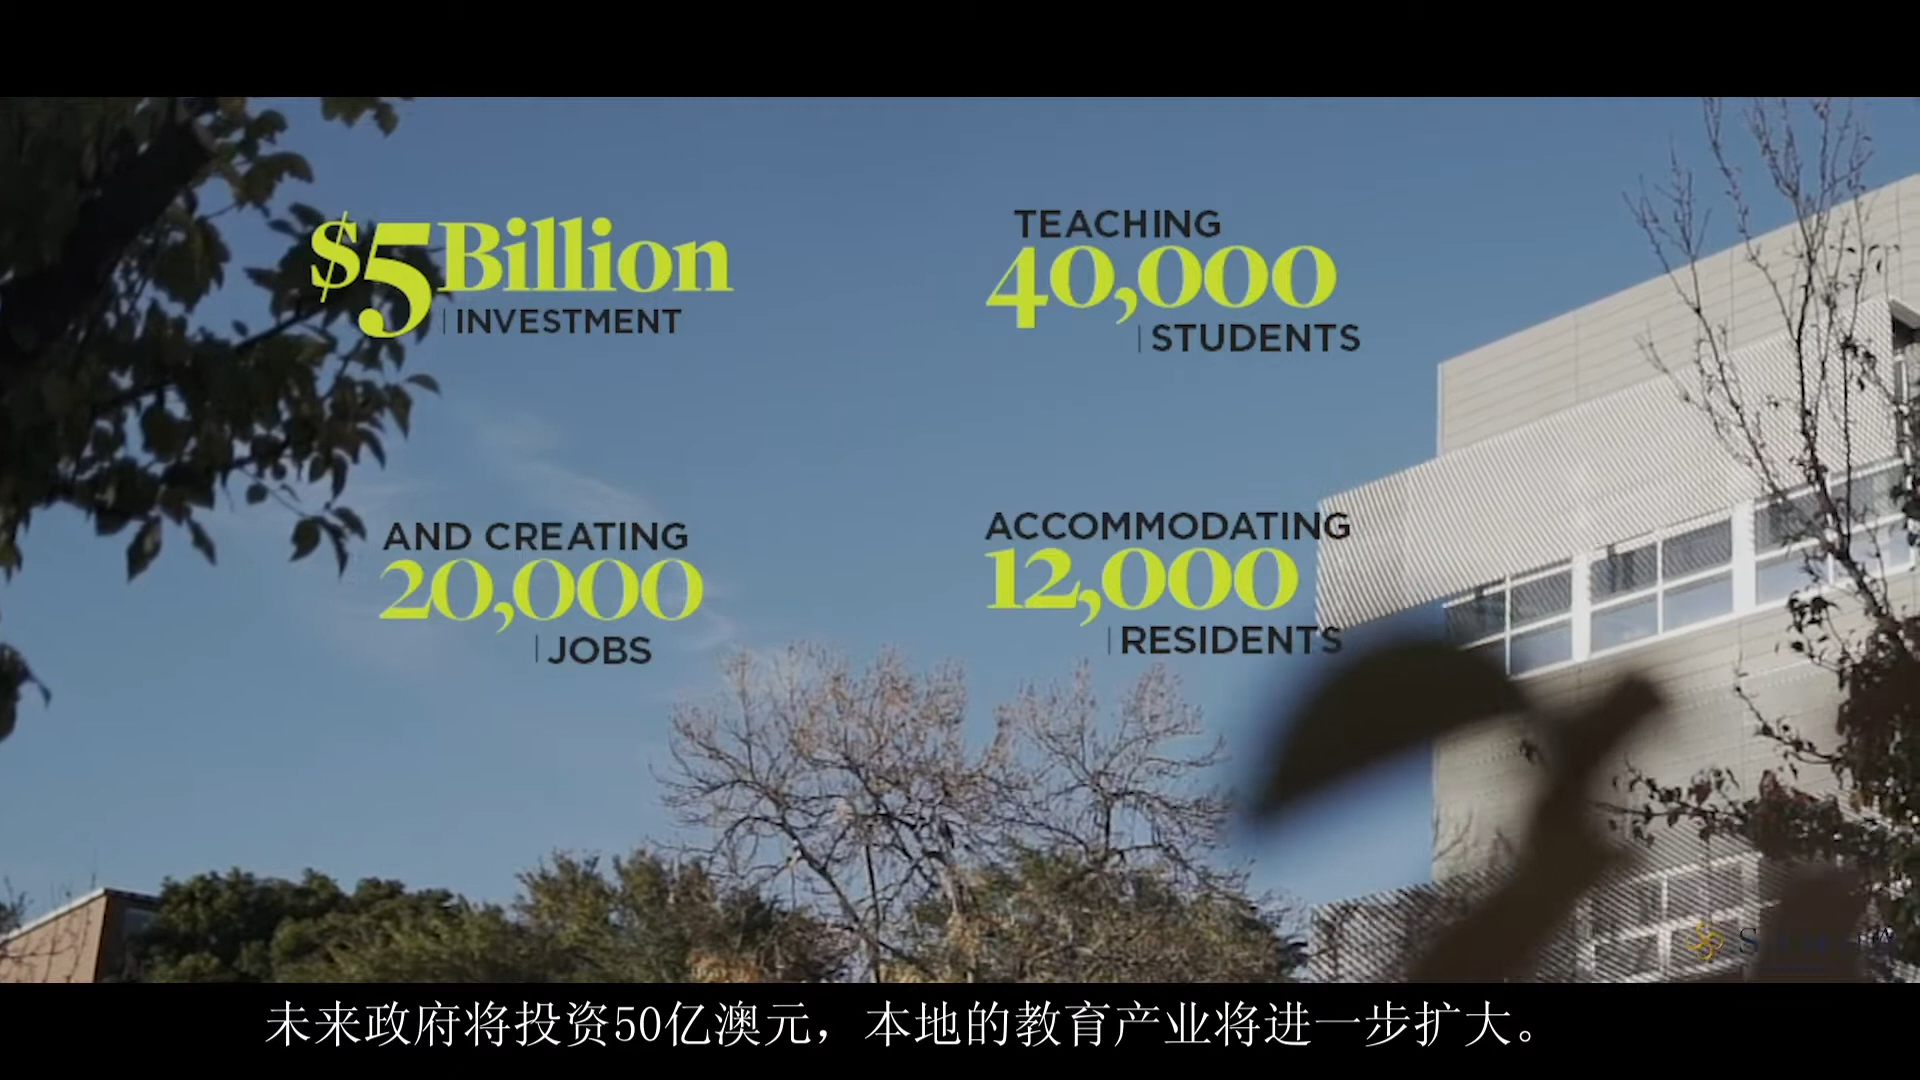 $5Billion
INVESTMENT
TEACHING
40,000
STUDENTS
AND CREATING
20,000
JOBS
ACCOMMODATING
12,000
RESIDENTS
未来政府将投资50亿澳元，本地的教育产业将进一步扩大。